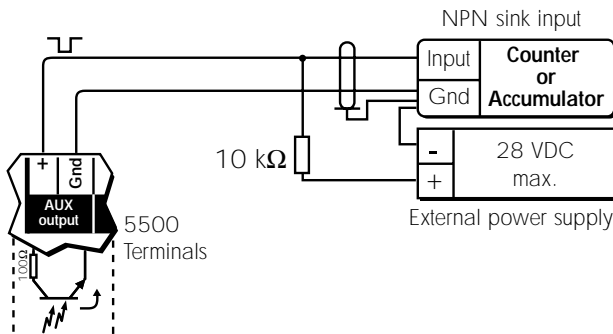 NPN sink input
Input
Counter
or
Accumulator
Gnd
10 kΩ
-
+
28 VDC
max.
External power supply
+
Gnd
AUX
output
5500
Terminals
100Ω